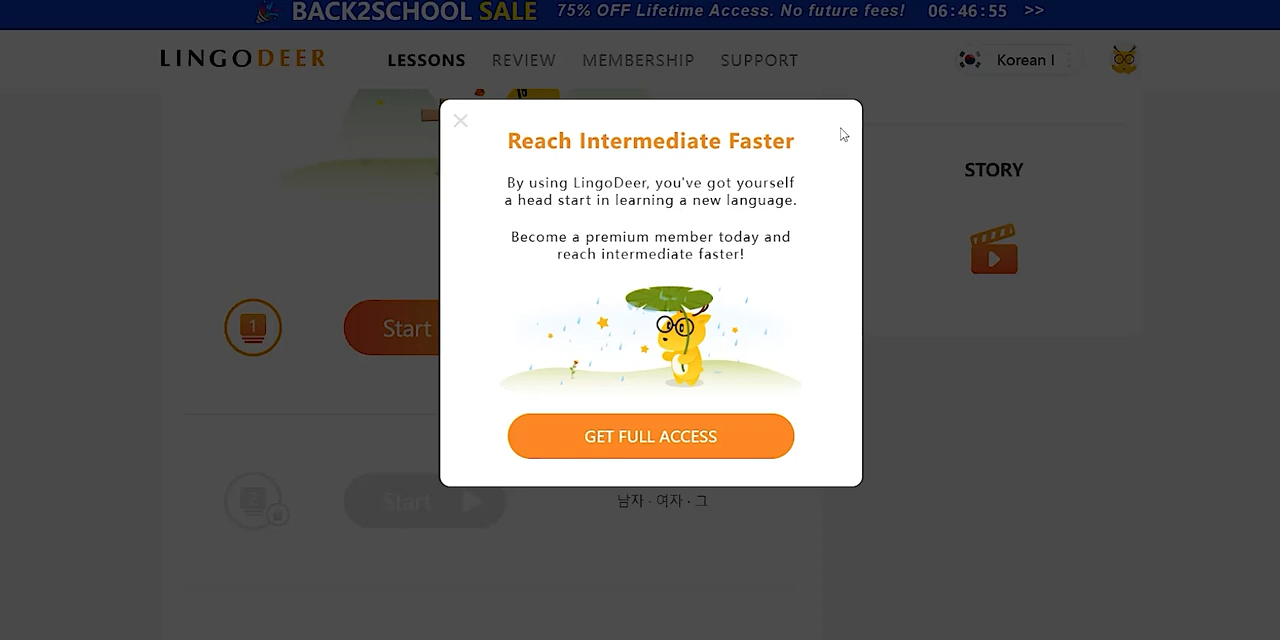 BACK2SCHOOL SALE 75% OFF Lifetime Access. No future fees! 06:46:55 >>
LINGODEER LESSONS REVIEW MEMBERSHIP SUPPORT Korean I
Reach Intermediate Faster
By using LingoDeer, you've got yourself
a head start in learning a new language.
Become a premium member today and
reach intermediate faster!
GET FULL ACCESS
STORY
1
Start
2
Start
남자 · 여자 · 그